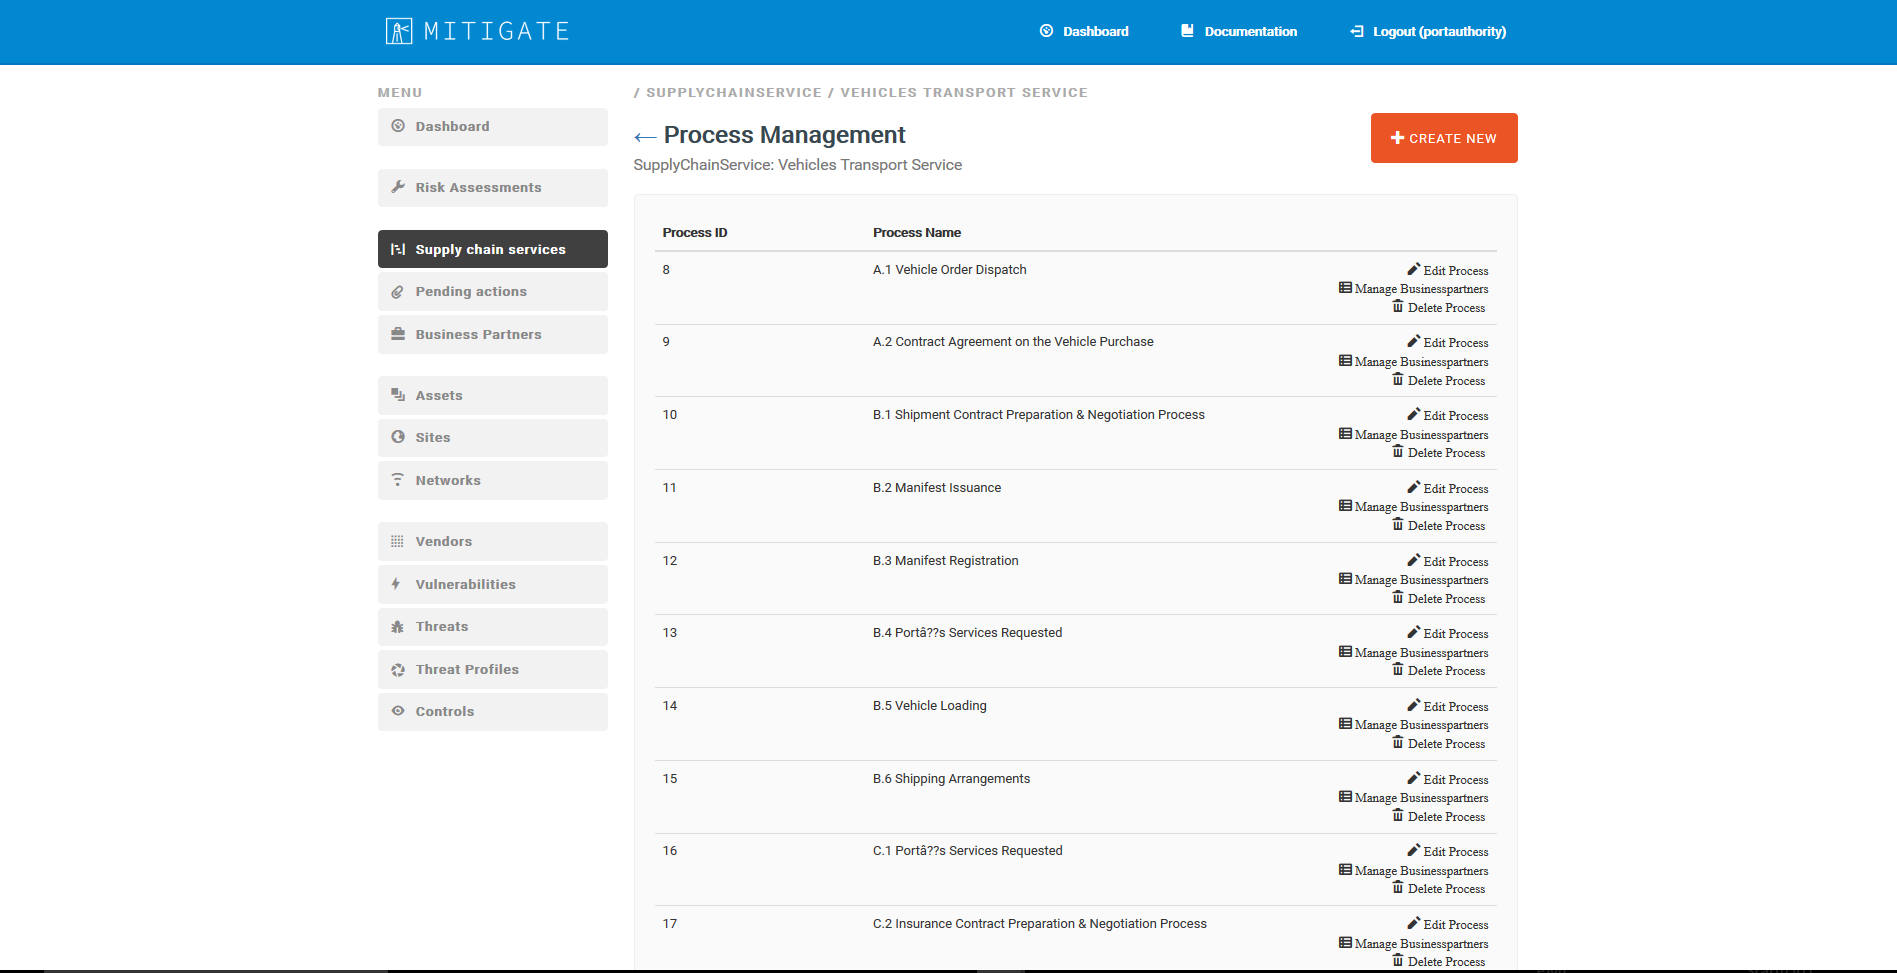 MITIGATE
Dashboard
Documentation
Logout (portauthority)
MENU
Dashboard
Risk Assessments
Supply chain services
Pending actions
Business Partners
Assets
Sites
Networks
Vendors
Vulnerabilities
Threats
Threat Profiles
Controls
/ SUPPLYCHAINSERVICE / VEHICLES TRANSPORT SERVICE
Process Management
SupplyChainService: Vehicles Transport Service
CREATE NEW
Process ID Process Name
8 A.1 Vehicle Order Dispatch Edit Process
Manage Businesspartners
Delete Process
9 A.2 Contract Agreement on the Vehicle Purchase Edit Process
Manage Businesspartners
Delete Process
10 B.1 Shipment Contract Preparation & Negotiation Process Edit Process
Manage Businesspartners
Delete Process
11 B.2 Manifest Issuance Edit Process
Manage Businesspartners
Delete Process
12 B.3 Manifest Registration Edit Process
Manage Businesspartners
Delete Process
13 B.4 Portâ??s Services Requested Edit Process
Manage Businesspartners
Delete Process
14 B.5 Vehicle Loading Edit Process
Manage Businesspartners
Delete Process
15 B.6 Shipping Arrangements Edit Process
Manage Businesspartners
Delete Process
16 C.1 Portâ??s Services Requested Edit Process
Manage Businesspartners
Delete Process
17 C.2 Insurance Contract Preparation & Negotiation Process Edit Process
Manage Businesspartners
Delete Process